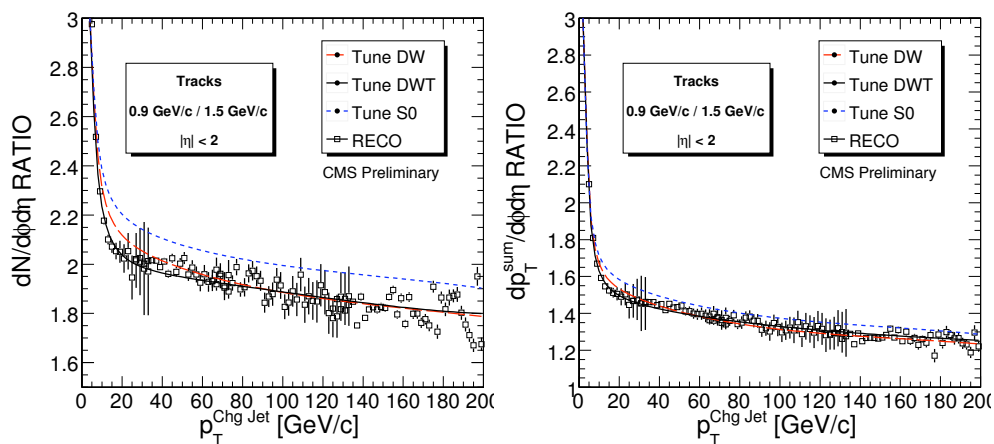 dN/dφdη RATIO
3
2.8
2.6
2.4
2.2
2
1.8
1.6
Tracks
0.9 GeV/c / 1.5 GeV/c
|η| < 2
Tune DW
Tune DWT
Tune S0
RECO
CMS Preliminary
0 20 40 60 80 100 120 140 160 180 200
p_T^Chg Jet [GeV/c]
dp_T^sum/dφdη RATIO
3
2.8
2.6
2.4
2.2
2
1.8
1.6
1.4
1.2
1
Tracks
0.9 GeV/c / 1.5 GeV/c
|η| < 2
Tune DW
Tune DWT
Tune S0
RECO
CMS Preliminary
0 20 40 60 80 100 120 140 160 180 200
p_T^Chg Jet [GeV/c]